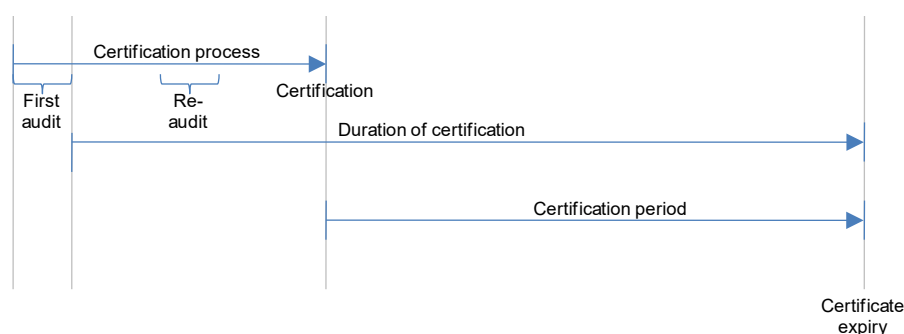 Certification process
Certification
First
audit
Re-
audit
Duration of certification
Certification period
Certificate
expiry